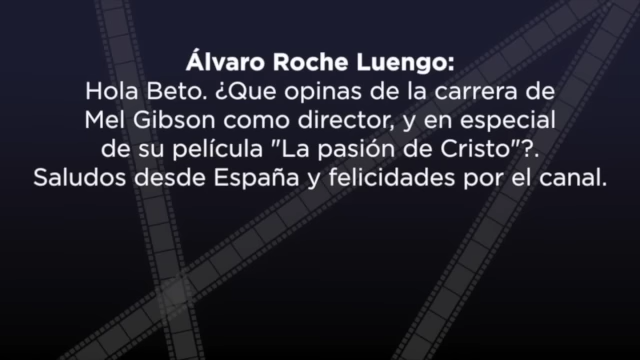 Álvaro Roche Luengo:
Hola Beto. ¿Que opinas de la carrera de
Mel Gibson como director, y en especial
de su película "La pasión de Cristo"?.
Saludos desde España y felicidades por el canal.